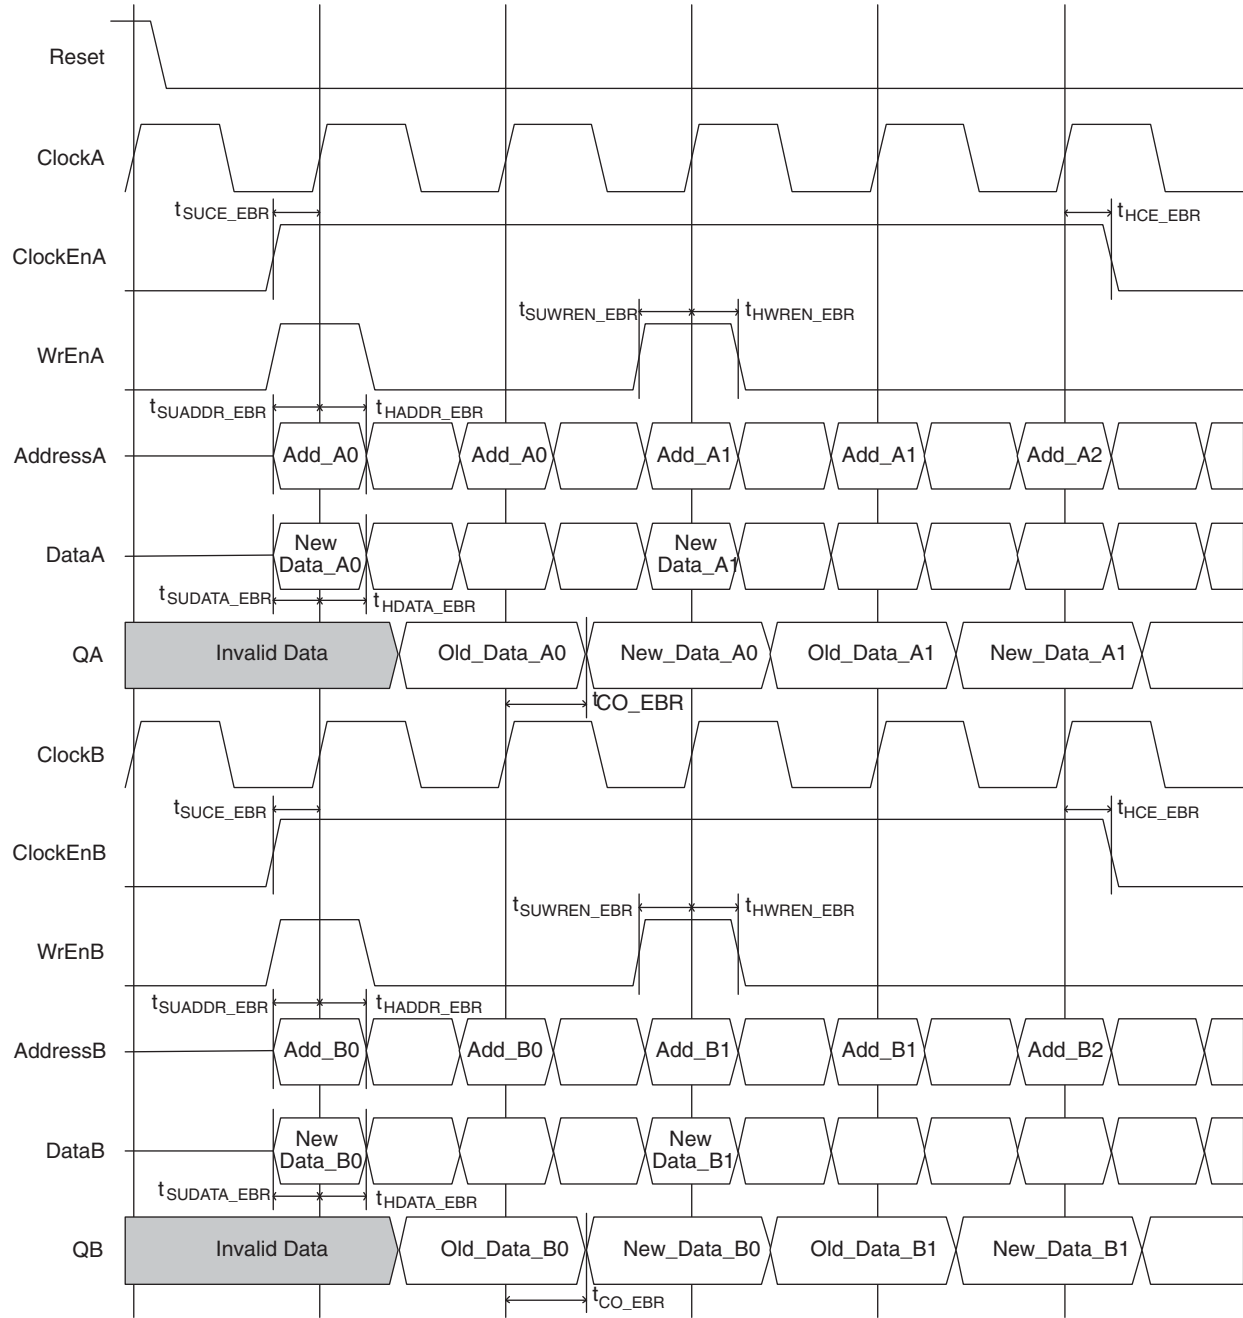 Reset
ClockA
tSUCE_EBR
tHCE_EBR
ClockEnA
tSUWREN_EBR
tHWREN_EBR
WrEnA
tSUADDR_EBR
tHADDR_EBR
AddressA
Add_A0
Add_A0
Add_A1
Add_A1
Add_A2
DataA
New
Data_A0
New
Data_A1
tSUDATA_EBR
tHDATA_EBR
QA
Invalid Data
Old_Data_A0
New_Data_A0
Old_Data_A1
New_Data_A1
tCO_EBR
ClockB
tSUCE_EBR
tHCE_EBR
ClockEnB
tSUWREN_EBR
tHWREN_EBR
WrEnB
tSUADDR_EBR
tHADDR_EBR
AddressB
Add_B0
Add_B0
Add_B1
Add_B1
Add_B2
DataB
New
Data_B0
New
Data_B1
tSUDATA_EBR
tHDATA_EBR
QB
Invalid Data
Old_Data_B0
New_Data_B0
Old_Data_B1
New_Data_B1
tCO_EBR